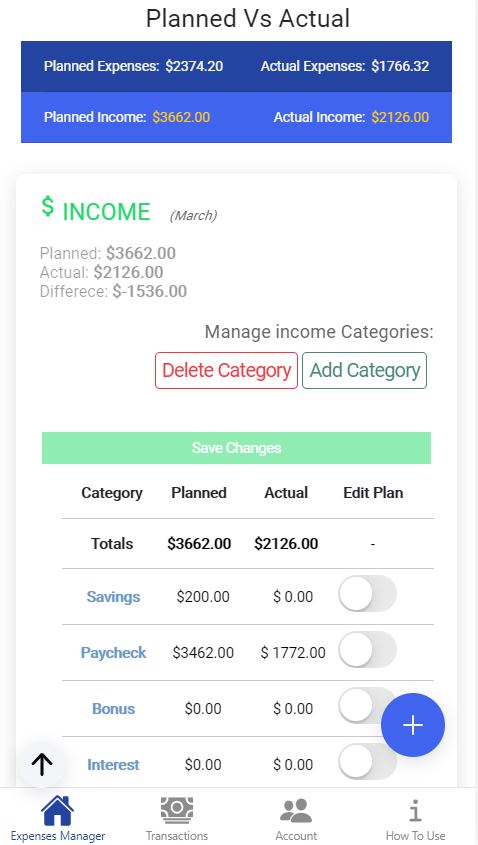 Planned Vs Actual
Planned Expenses: $2374.20 Actual Expenses: $1766.32
Planned Income: $3662.00 Actual Income: $2126.00
$ INCOME (March)
Planned: $3662.00
Actual: $2126.00
Differece: $-1536.00
Manage income Categories:
Delete Category Add Category
Save Changes
Category Planned Actual Edit Plan
Totals $3662.00 $2126.00 -
Savings $200.00 $ 0.00
Paycheck $3462.00 $ 1772.00
Bonus $0.00 $ 0.00
Interest $0.00 $ 0.00
Expenses Manager Transactions Account How To Use